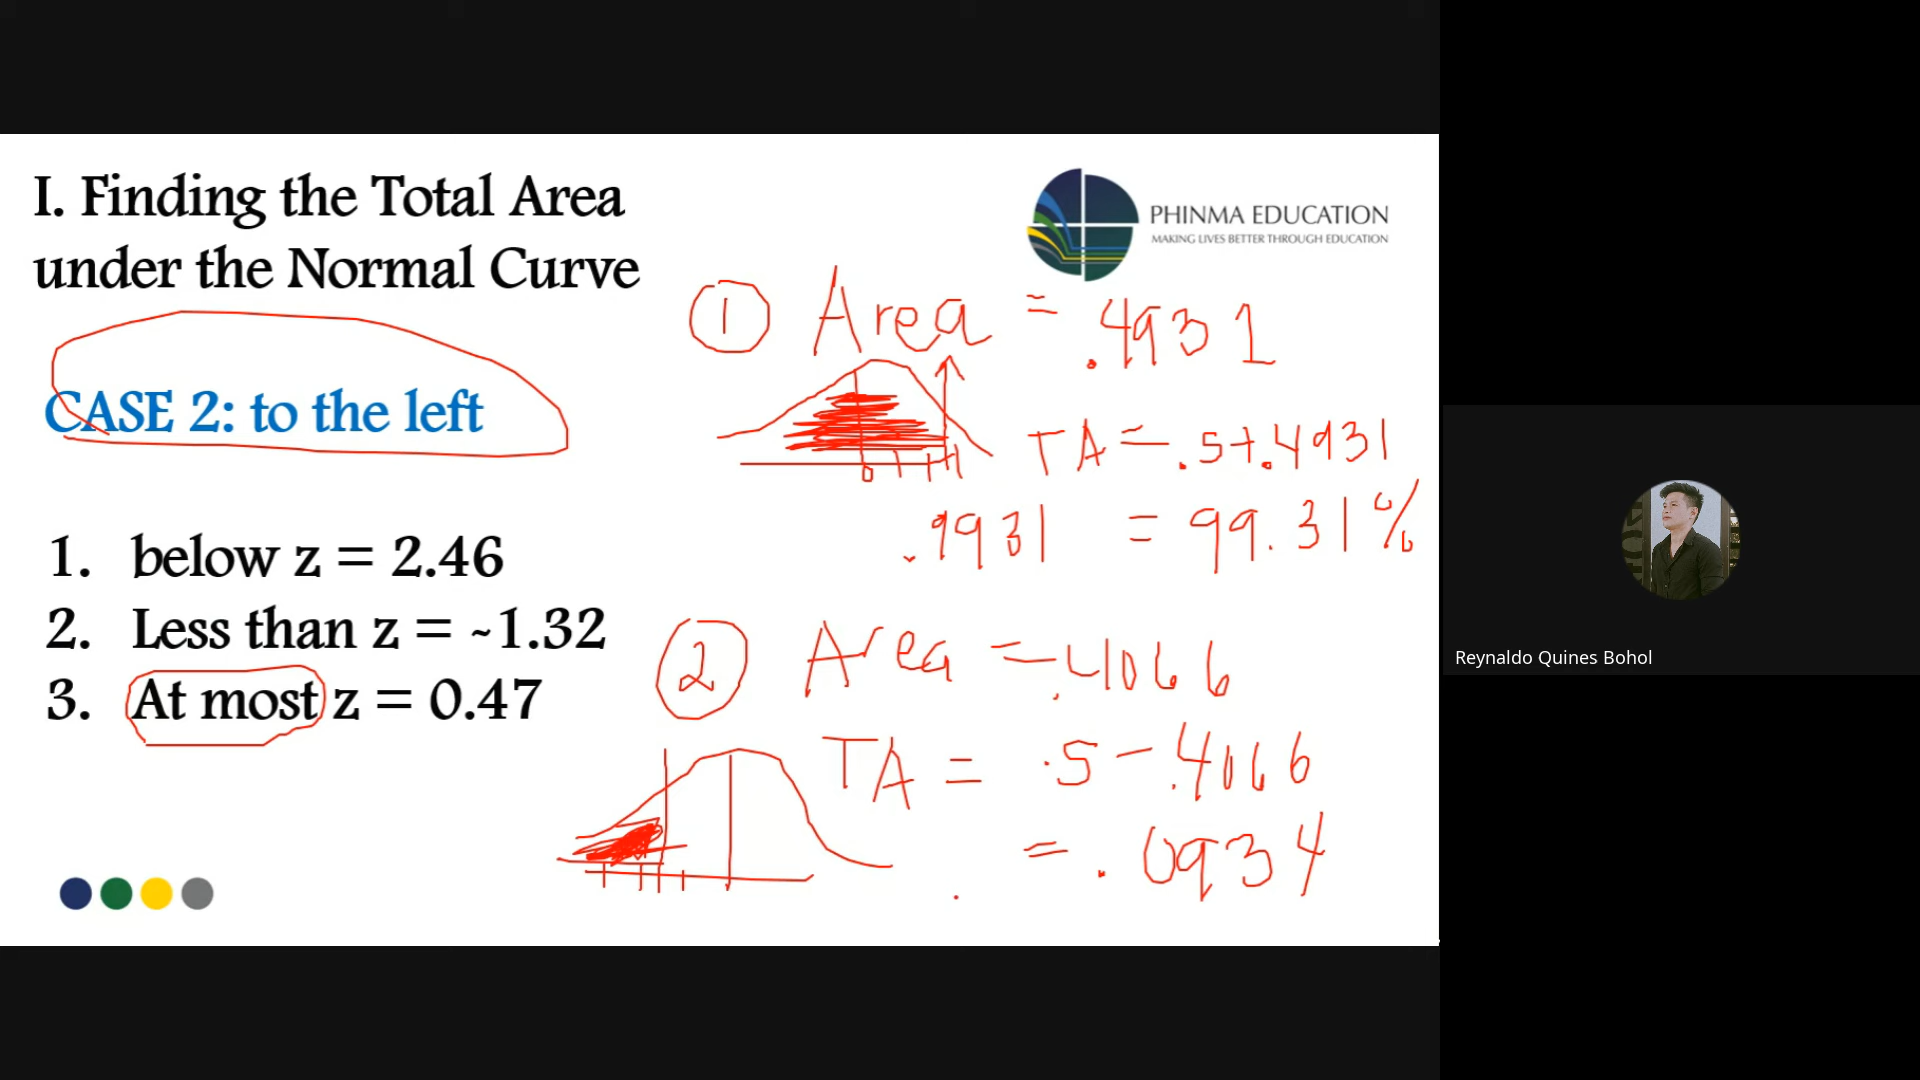 I. Finding the Total Area
under the Normal Curve
PHINMA EDUCATION
MAKING LIVES BETTER THROUGH EDUCATION
CASE 2: to the left
1. below z = 2.46
2. Less than z = ~1.32
3. At most z = 0.47
1 Area = .4931
0
TA = .5+.4931
.9931 = 99.31%
2 Area = .4066
TA = .5 - .4066
= .0934
Reynaldo Quines Bohol